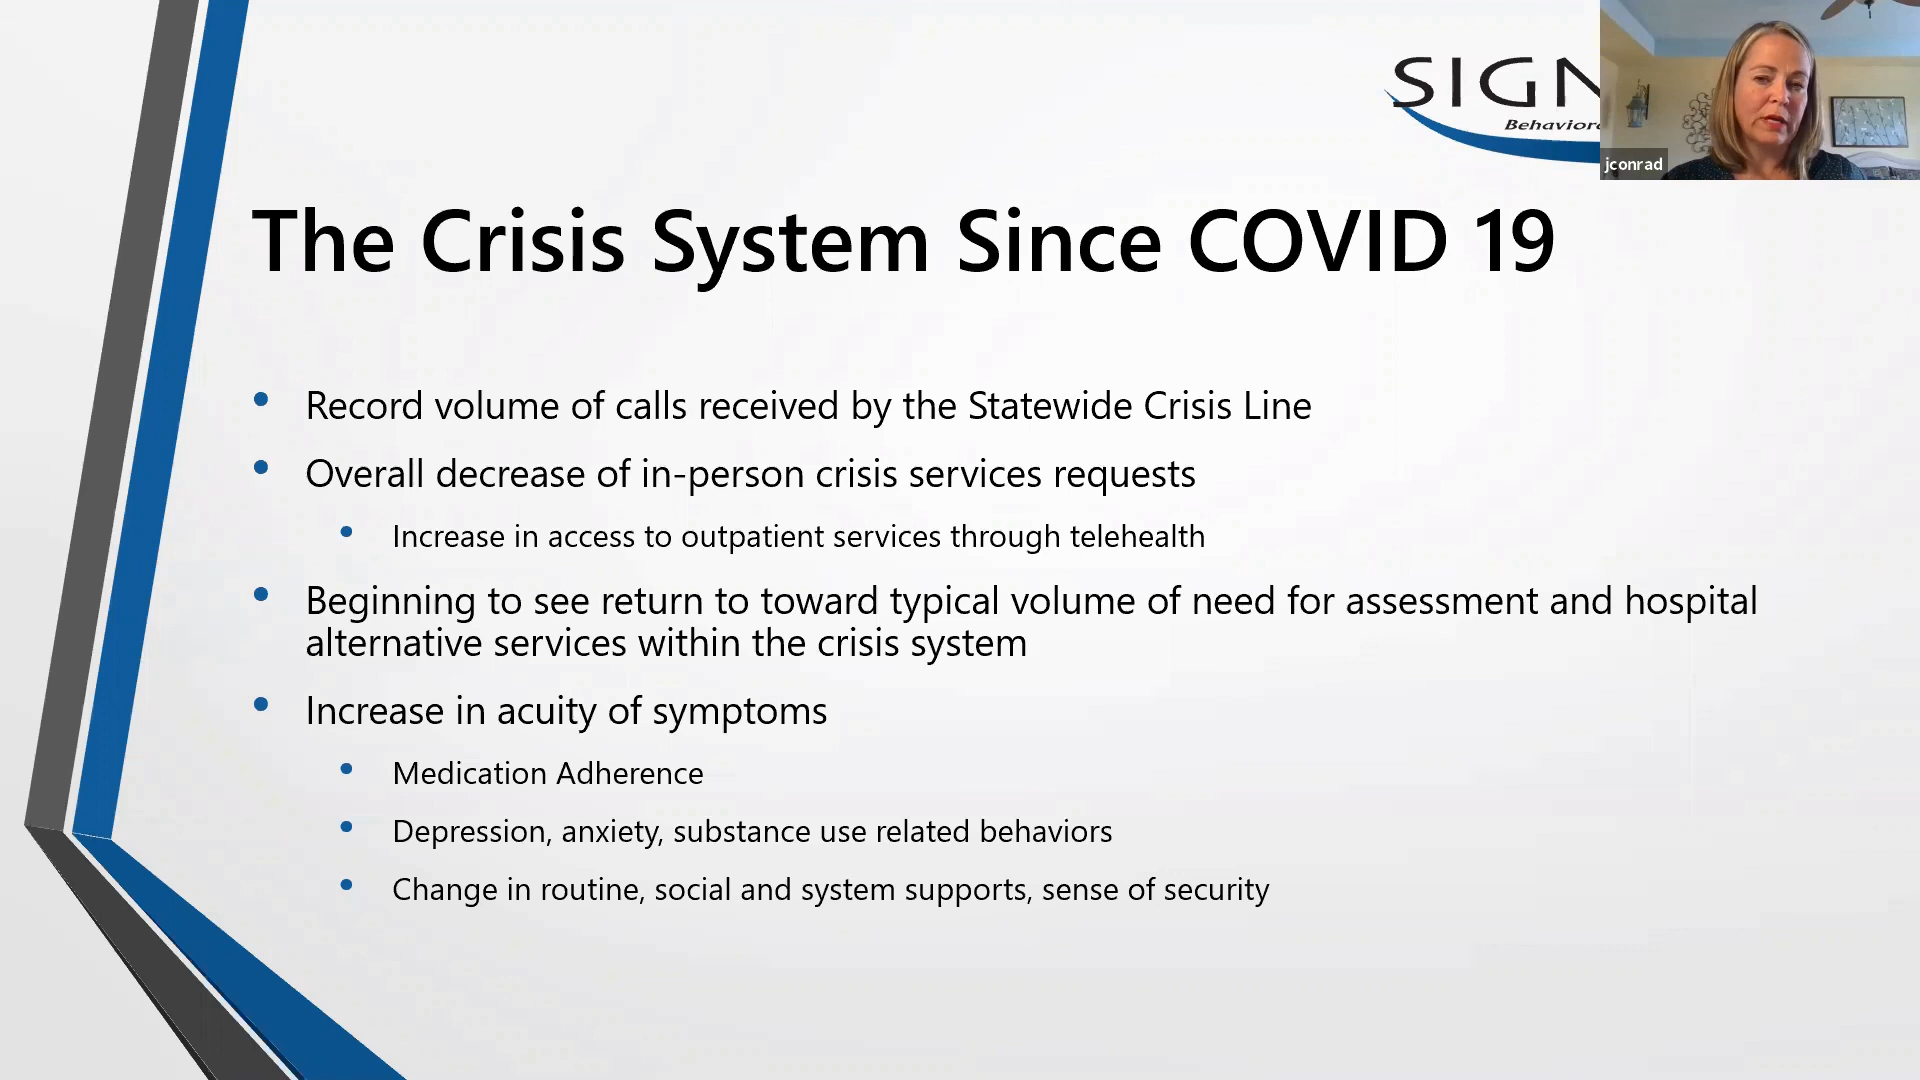 SIGN
jconrad
The Crisis System Since COVID 19
Record volume of calls received by the Statewide Crisis Line
Overall decrease of in-person crisis services requests
Increase in access to outpatient services through telehealth
Beginning to see return to toward typical volume of need for assessment and hospital
alternative services within the crisis system
Increase in acuity of symptoms
Medication Adherence
Depression, anxiety, substance use related behaviors
Change in routine, social and system supports, sense of security